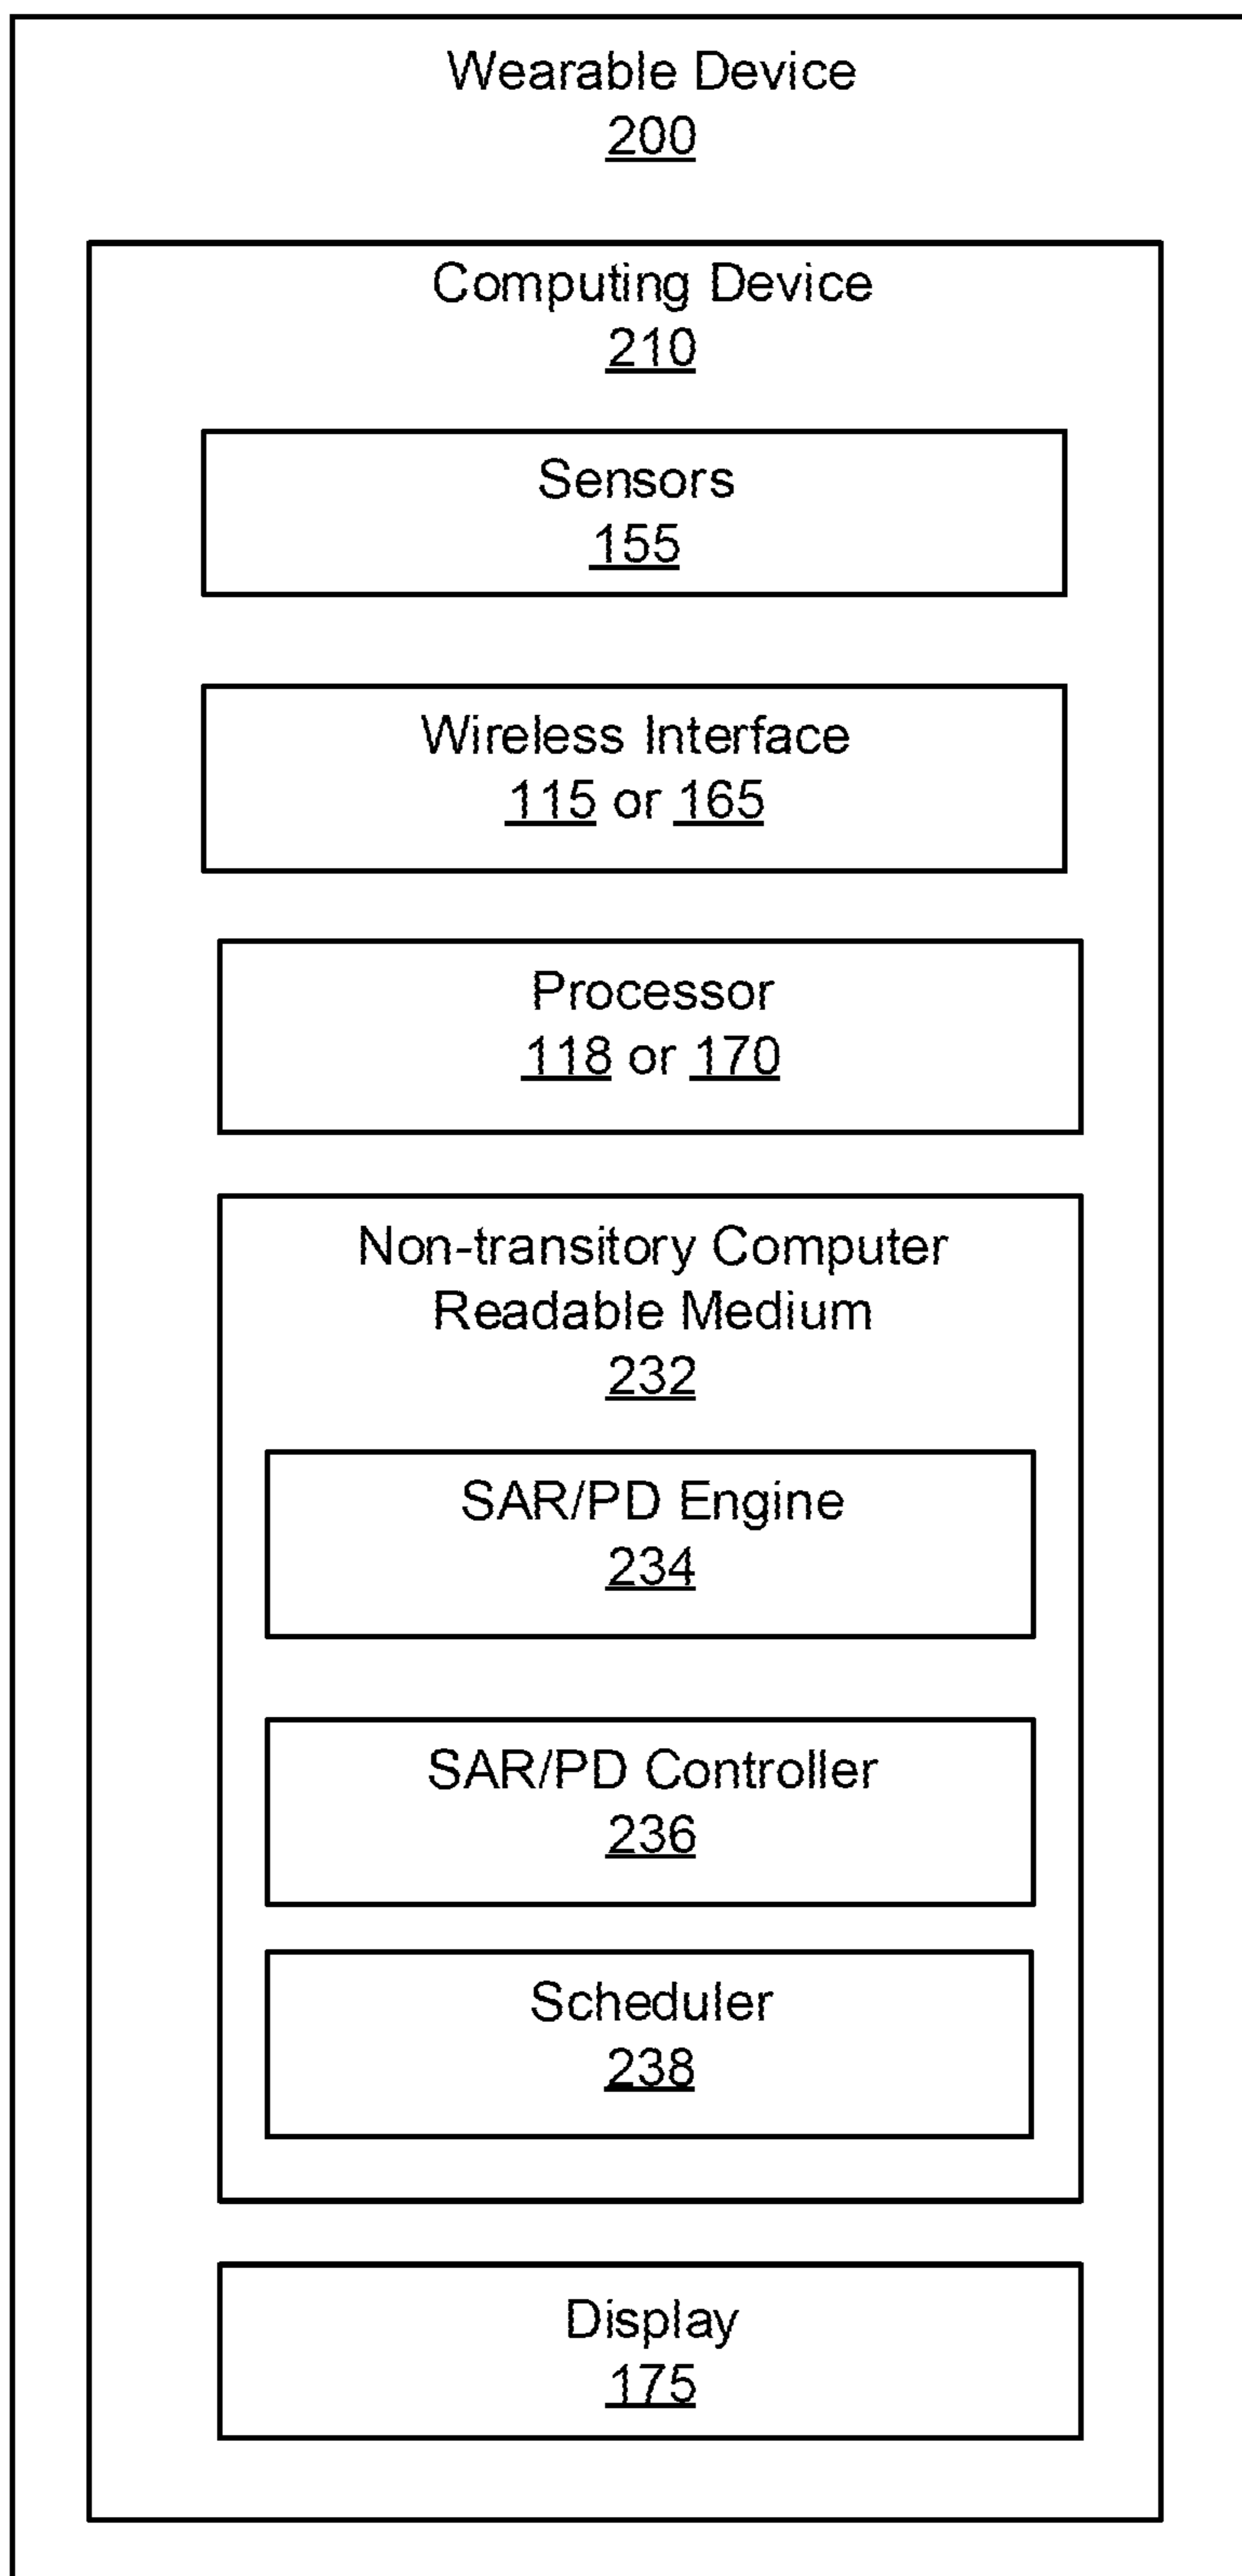 Wearable Device
200
Computing Device
210
Sensors
155
Wireless Interface
115 or 165
Processor
118 or 170
Non-transitory Computer
Readable Medium
232
SAR/PD Engine
234
SAR/PD Controller
236
Scheduler
238
Display
175